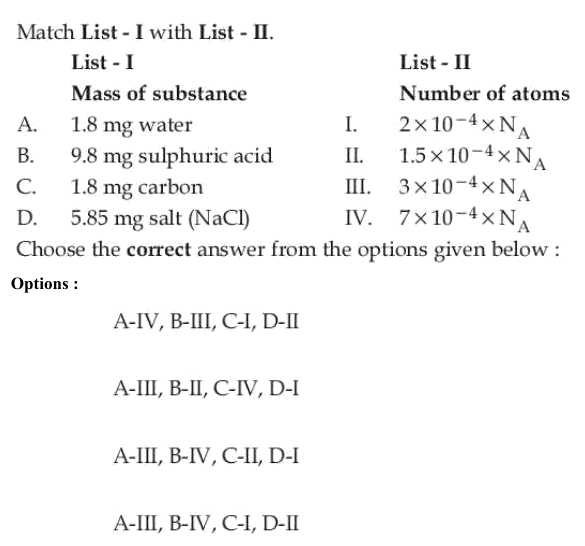 Match List - I with List - II.
List - I List - II
Mass of substance Number of atoms
A. 1.8 mg water I. 2×10⁻⁴×N_A
B. 9.8 mg sulphuric acid II. 1.5×10⁻⁴×N_A
C. 1.8 mg carbon III. 3×10⁻⁴×N_A
D. 5.85 mg salt (NaCl) IV. 7×10⁻⁴×N_A
Choose the correct answer from the options given below :
Options :
A-IV, B-III, C-I, D-II
A-III, B-II, C-IV, D-I
A-III, B-IV, C-II, D-I
A-III, B-IV, C-I, D-II